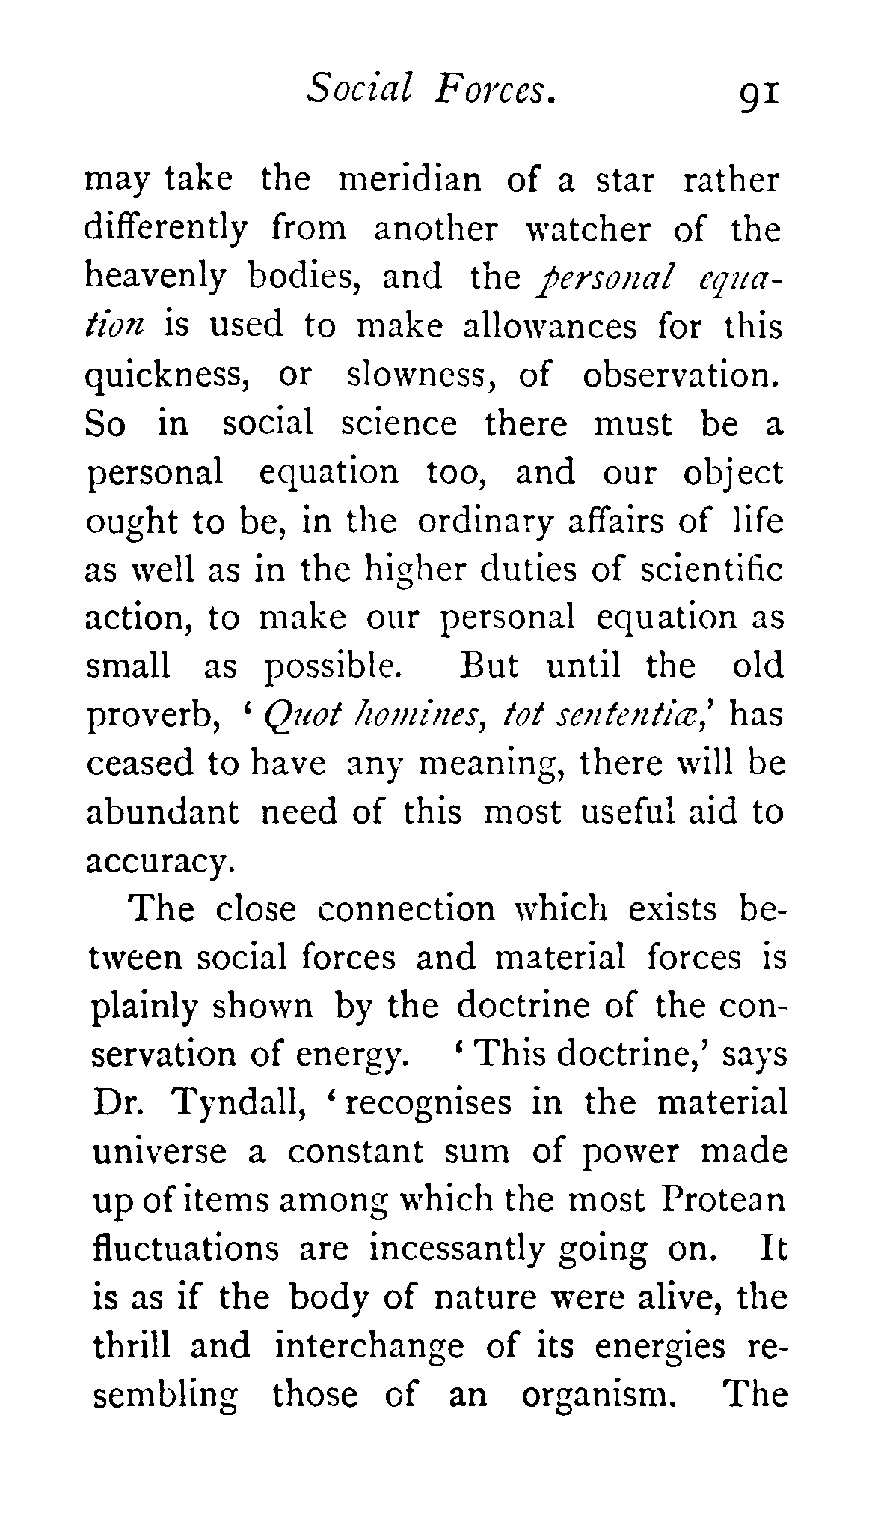 Social Forces. 91
may take the meridian of a star rather
differently from another watcher of the
heavenly bodies, and the personal equa-
tion is used to make allowances for this
quickness, or slowness, of observation.
So in social science there must be a
personal equation too, and our object
ought to be, in the ordinary affairs of life
as well as in the higher duties of scientific
action, to make our personal equation as
small as possible. But until the old
proverb, ‘ Quot homines, tot sententiæ,’ has
ceased to have any meaning, there will be
abundant need of this most useful aid to
accuracy.
The close connection which exists be-
tween social forces and material forces is
plainly shown by the doctrine of the con-
servation of energy. ‘ This doctrine,’ says
Dr. Tyndall, ‘ recognises in the material
universe a constant sum of power made
up of items among which the most Protean
fluctuations are incessantly going on. It
is as if the body of nature were alive, the
thrill and interchange of its energies re-
sembling those of an organism. The